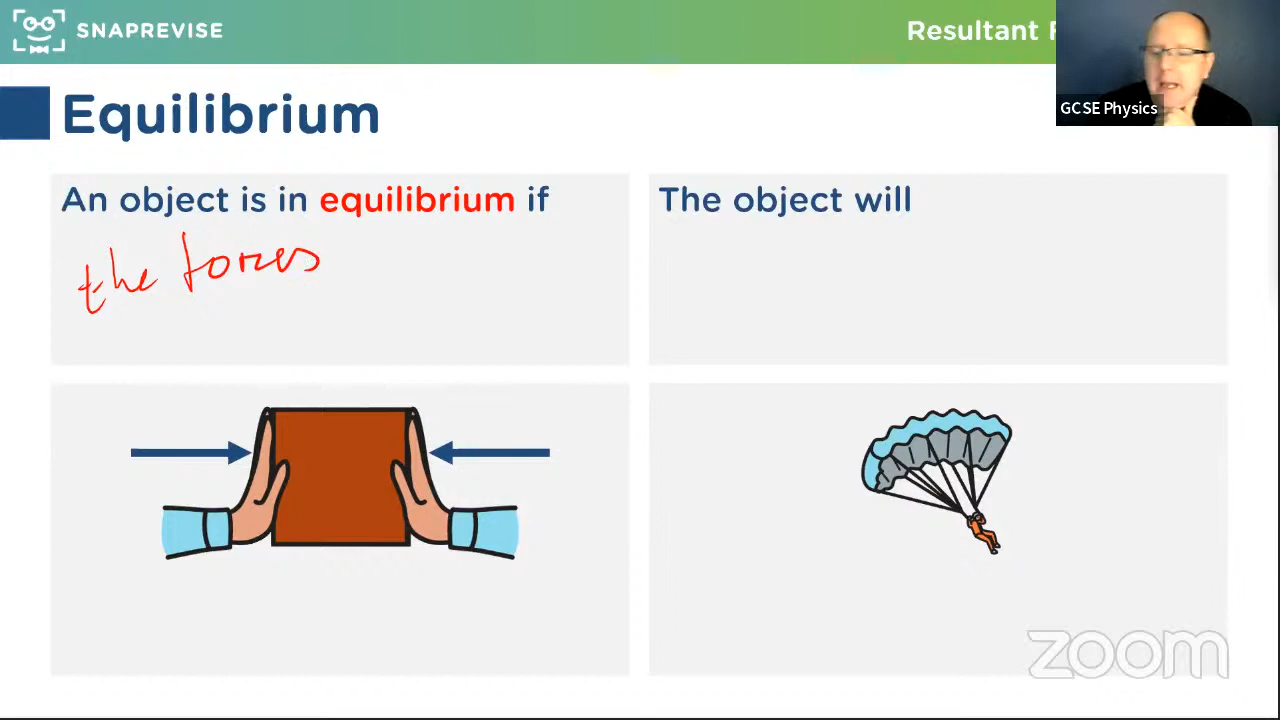 SNAPREVISE
Resultant F
GCSE Physics
Equilibrium
An object is in equilibrium if
the forces
The object will
zoom